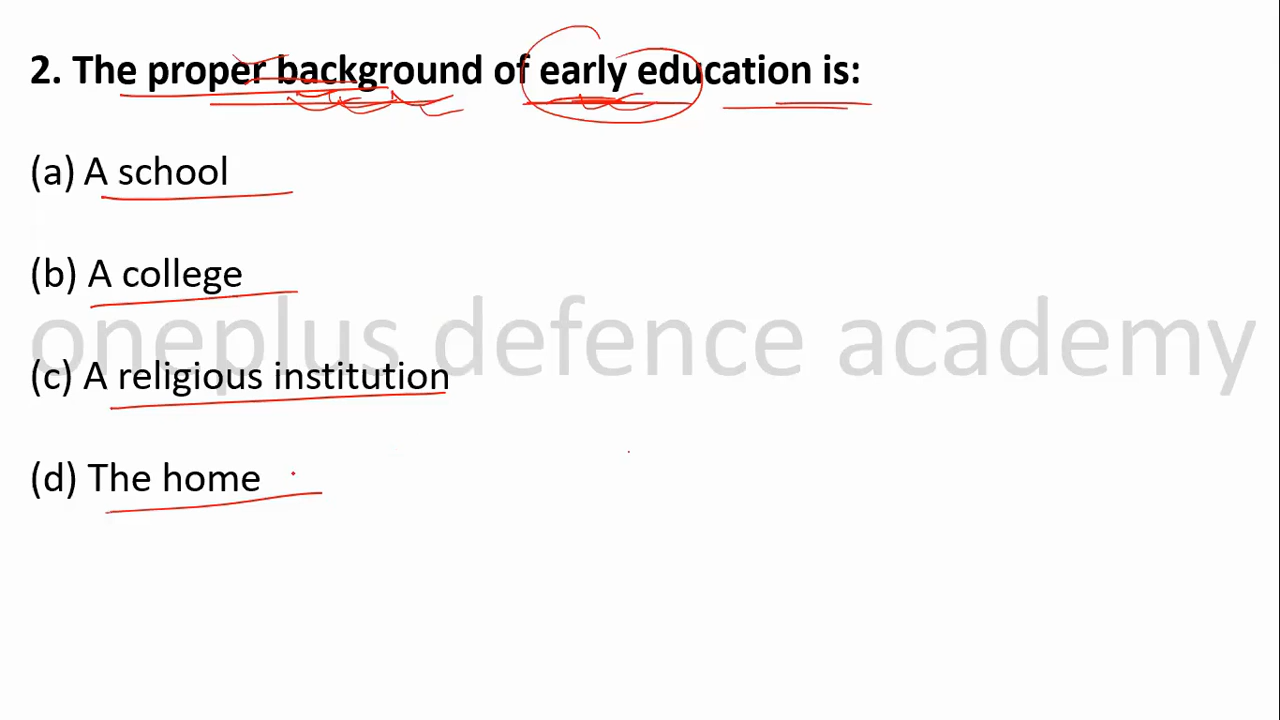 2. The proper background of early education is:
(a) A school
(b) A college
oneplus defence academy
(c) A religious institution
(d) The home